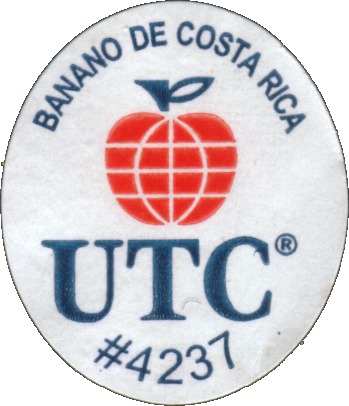 BANANO DE COSTA RICA
UTC®
#4237